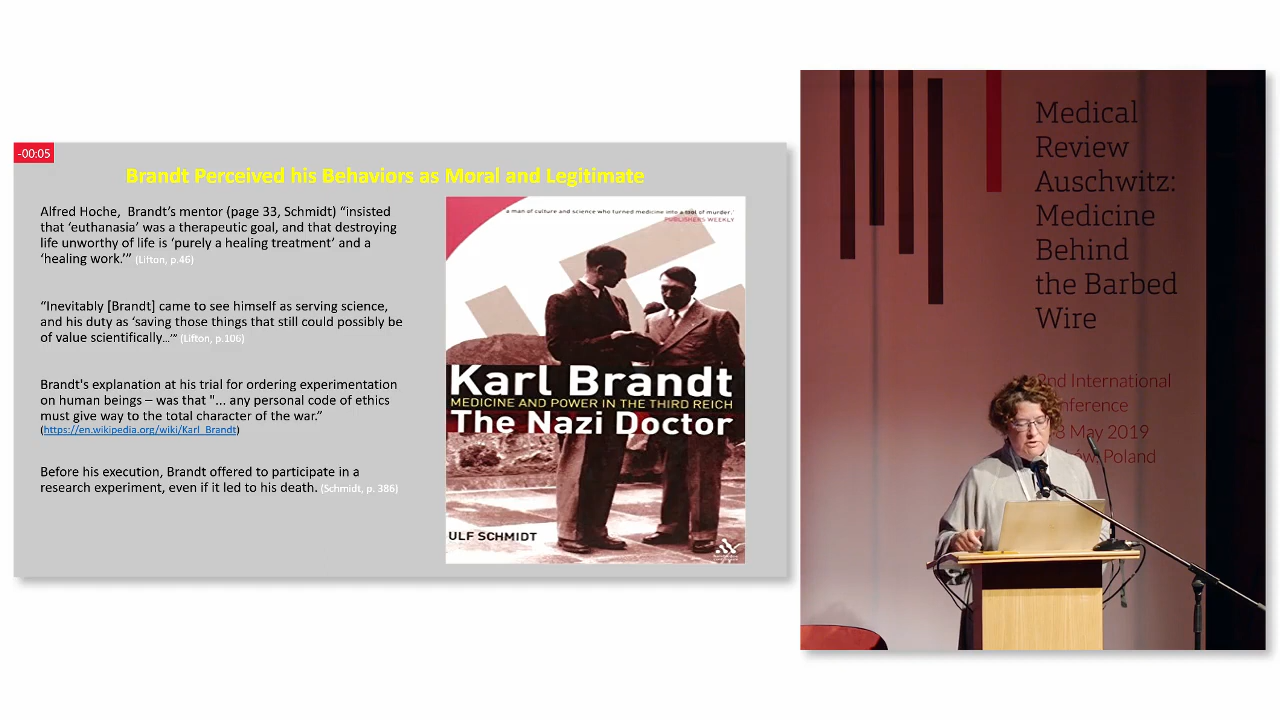 -00:05
Brandt Perceived his Behaviors as Moral and Legitimate
Alfred Hoche,  Brandt's mentor (page 33, Schmidt) “insisted
that ‘euthanasia’ was a therapeutic goal, and that destroying
life unworthy of life is ‘purely a healing treatment’ and a
‘healing work.’” (Lifton, p.46)
“Inevitably [Brandt] came to see himself as serving science,
and his duty as ‘saving those things that still could possibly be
of value scientifically…’” (Lifton, p.106)
Brandt's explanation at his trial for ordering experimentation
on human beings – was that "... any personal code of ethics
must give way to the total character of the war.”
(https://en.wikipedia.org/wiki/Karl_Brandt)
Before his execution, Brandt offered to participate in a
research experiment, even if it led to his death. (Schmidt, p. 386)
‘a man of culture and science who turned medicine into a tool of murder.’
PUBLISHERS WEEKLY
Karl Brandt
MEDICINE AND POWER IN THE THIRD REICH
The Nazi Doctor
ULF SCHMIDT
Medical
Review
Auschwitz:
Medicine
Behind
the Barbed
Wire
2nd International
May 2019
Poland